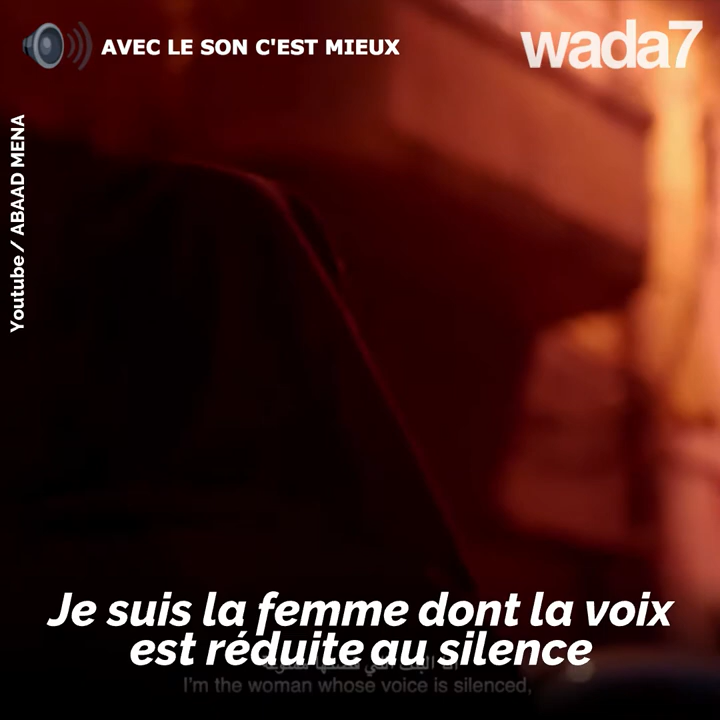 AVEC LE SON C'EST MIEUX
wada7
Youtube / ABAAD MENA
Je suis la femme dont la voix
est réduite au silence
I'm the woman whose voice is silenced,